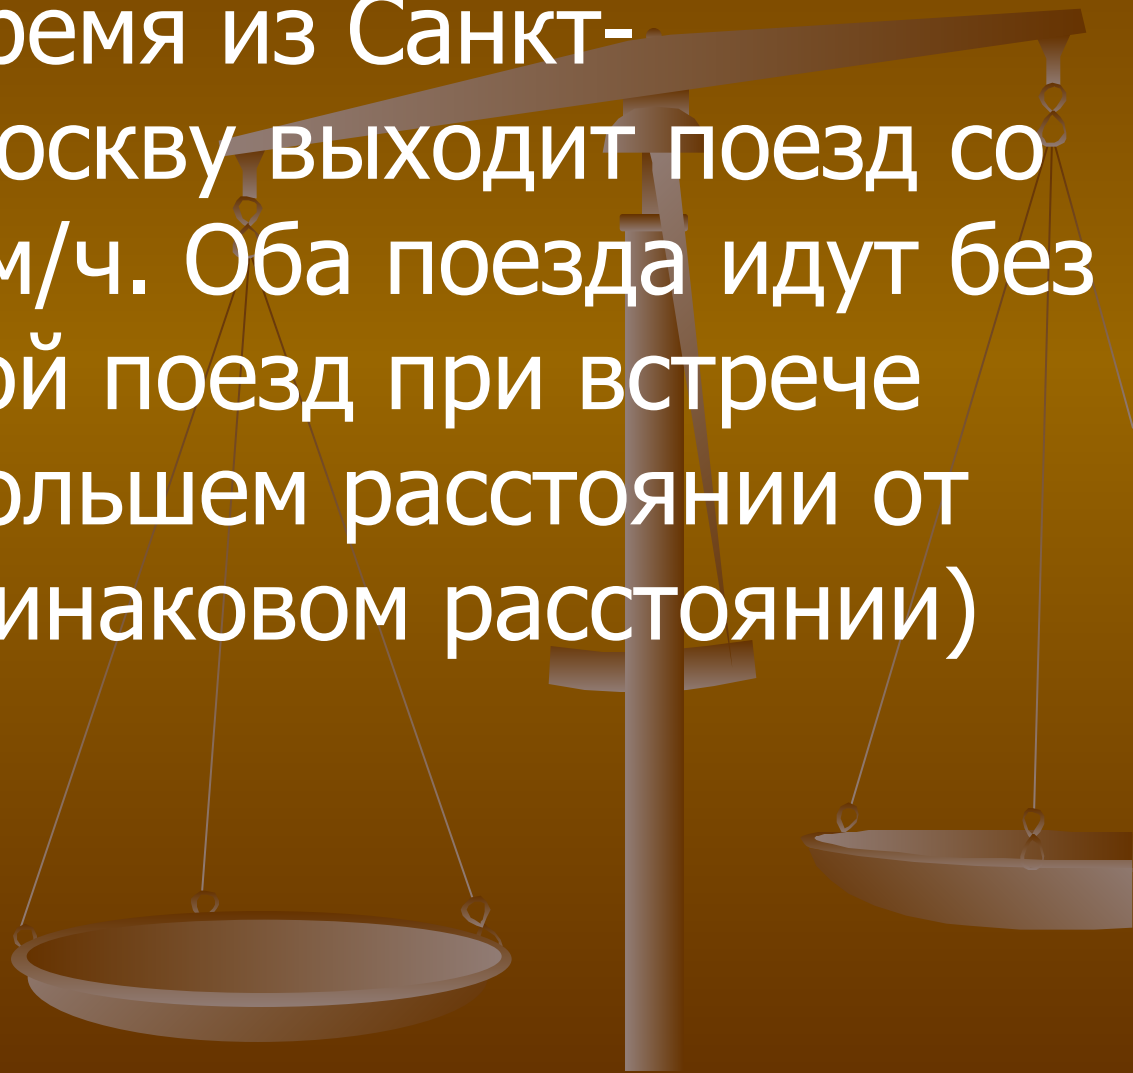 ремя из Санкт-
оскву выходит поезд со
м/ч. Оба поезда идут без
ой поезд при встрече
ольшем расстоянии от
инаковом расстоянии)